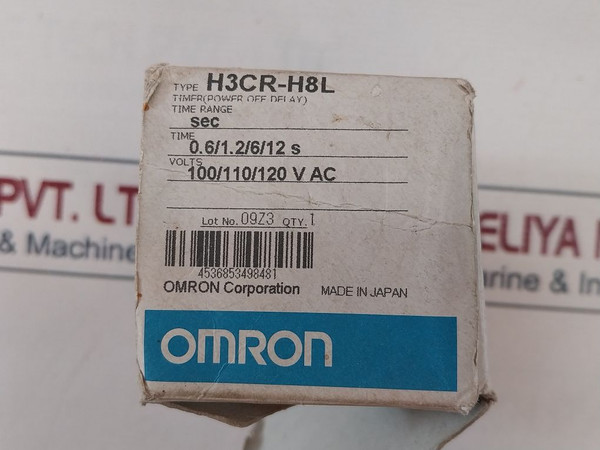 TYPE H3CR-H8L
TIMER(POWER OFF DELAY)
TIME RANGE
sec
TIME
0.6/1.2/6/12 s
VOLTS
100/110/120 V AC
Lot No. 09Z3 QTY. 1
4536853498481
OMRON Corporation MADE IN JAPAN
OMRON
PVT. LT
& Machine
ELIYA
rine & In